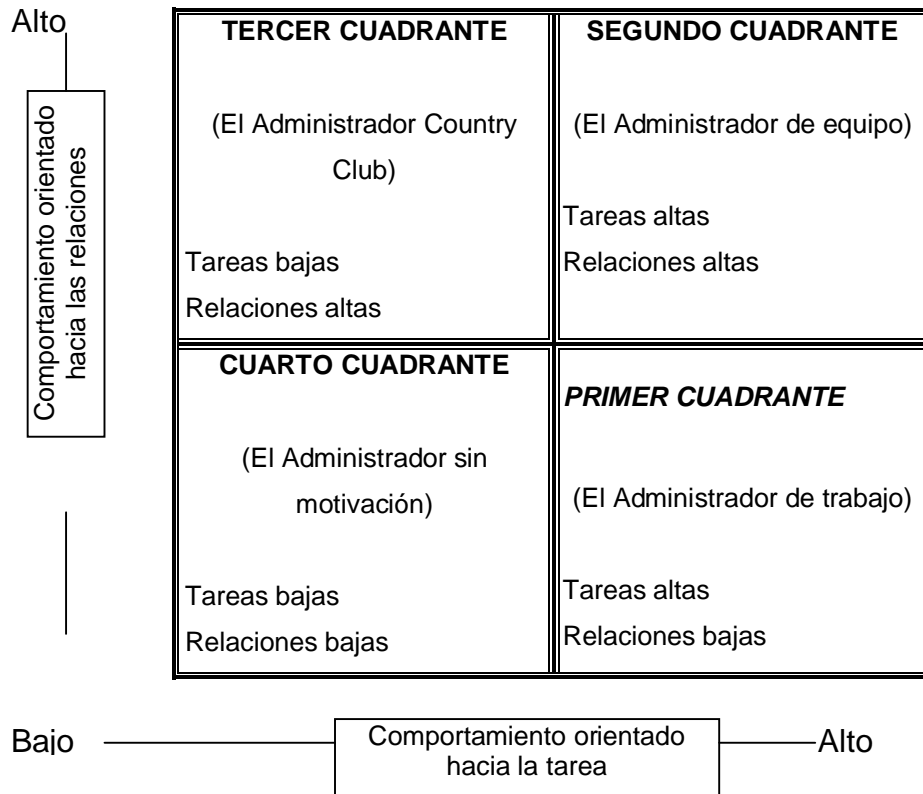 Alto
Comportamiento orientado
hacia las relaciones
TERCER CUADRANTE
(El Administrador Country
Club)
Tareas bajas
Relaciones altas
SEGUNDO CUADRANTE
(El Administrador de equipo)
Tareas altas
Relaciones altas
CUARTO CUADRANTE
(El Administrador sin
motivación)
Tareas bajas
Relaciones bajas
PRIMER CUADRANTE
(El Administrador de trabajo)
Tareas altas
Relaciones bajas
Bajo
Comportamiento orientado
hacia la tarea
Alto